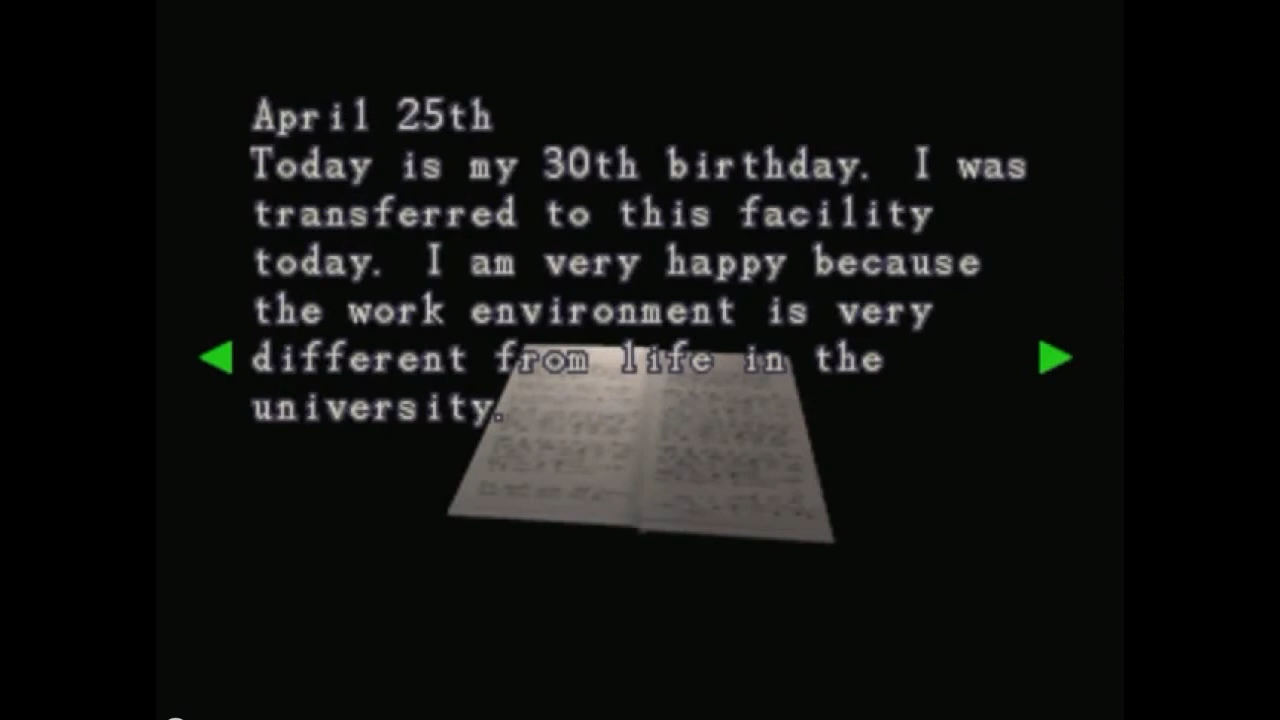 April 25th
Today is my 30th birthday. I was
transferred to this facility
today. I am very happy because
the work environment is very
different from life in the
university.